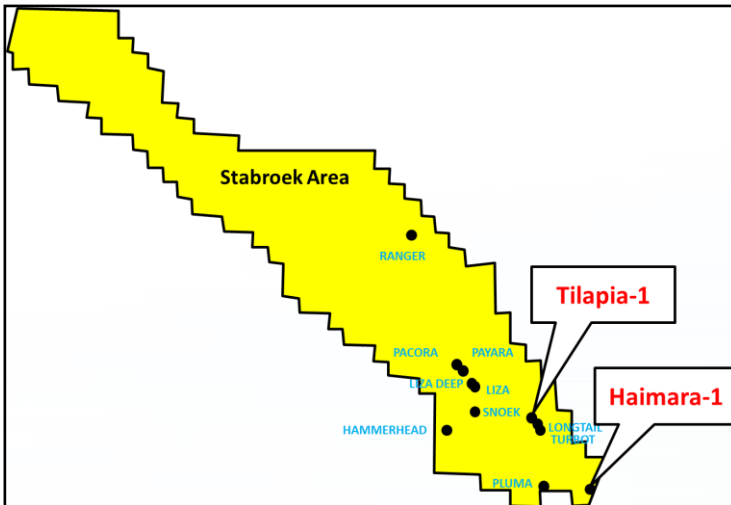 Stabroek Area
RANGER
Tilapia-1
PACORA PAYARA
LIZA DEEP LIZA
Haimara-1
SNOEK
HAMMERHEAD
LONGTAIL
TURBOT
PLUMA